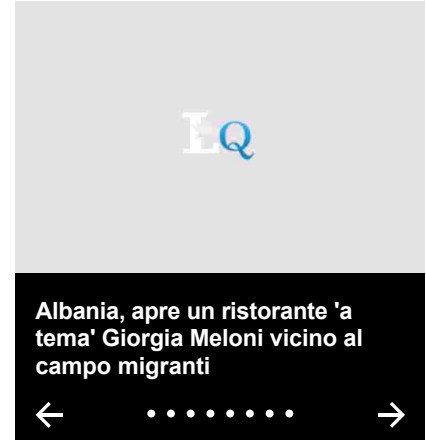 LQ
Albania, apre un ristorante 'a
tema' Giorgia Meloni vicino al
campo migranti